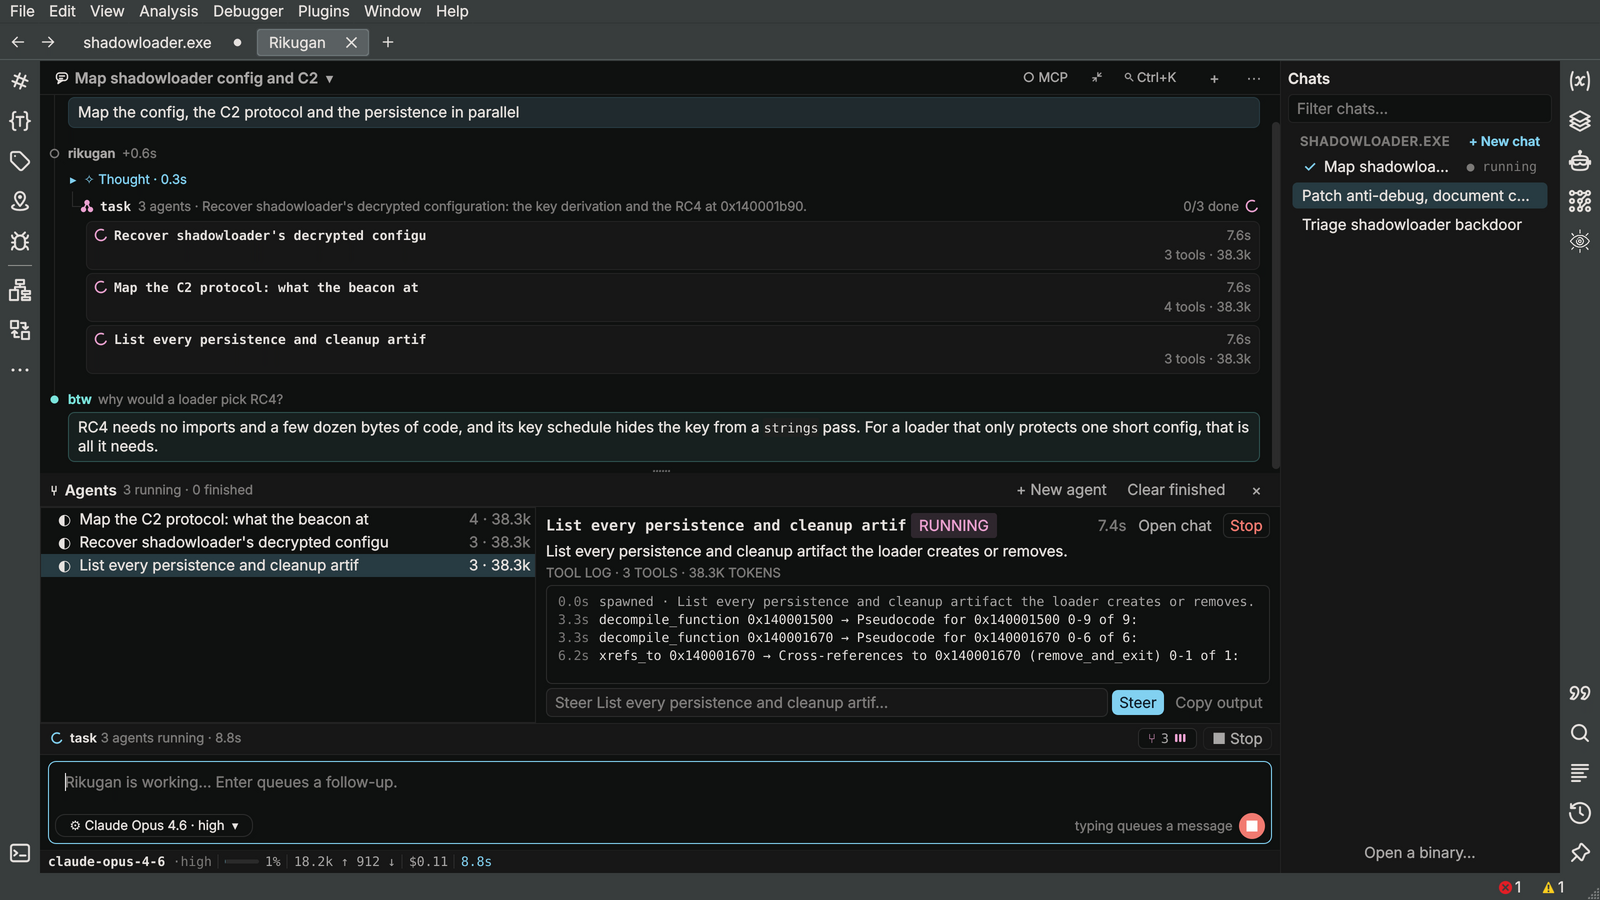 File Edit View Analysis Debugger Plugins Window Help
shadowloader.exe Rikugan
Map shadowloader config and C2
MCP Ctrl+K
Map the config, the C2 protocol and the persistence in parallel
rikugan +0.6s
Thought · 0.3s
task 3 agents · Recover shadowloader's decrypted configuration: the key derivation and the RC4 at 0x140001b90. 0/3 done
Recover shadowloader's decrypted configu 7.6s
3 tools · 38.3k
Map the C2 protocol: what the beacon at 7.6s
4 tools · 38.3k
List every persistence and cleanup artif 7.6s
3 tools · 38.3k
btw why would a loader pick RC4?
RC4 needs no imports and a few dozen bytes of code, and its key schedule hides the key from a strings pass. For a loader that only protects one short config, that is
all it needs.
Agents 3 running · 0 finished + New agent Clear finished ×
Map the C2 protocol: what the beacon at 4 · 38.3k
Recover shadowloader's decrypted configu 3 · 38.3k
List every persistence and cleanup artif 3 · 38.3k
List every persistence and cleanup artif RUNNING 7.4s Open chat Stop
List every persistence and cleanup artifact the loader creates or removes.
TOOL LOG · 3 TOOLS · 38.3K TOKENS
0.0s spawned · List every persistence and cleanup artifact the loader creates or removes.
3.3s decompile_function 0x140001500 → Pseudocode for 0x140001500 0-9 of 9:
3.3s decompile_function 0x140001670 → Pseudocode for 0x140001670 0-6 of 6:
6.2s xrefs_to 0x140001670 → Cross-references to 0x140001670 (remove_and_exit) 0-1 of 1:
Steer List every persistence and cleanup artif... Steer Copy output
task 3 agents running · 8.8s 3 Stop
Rikugan is working... Enter queues a follow-up.
Claude Opus 4.6 · high typing queues a message
claude-opus-4-6 · high 1% 18.2k ↑ 912 ↓ $0.11 8.8s
Chats
Filter chats...
SHADOWLOADER.EXE + New chat
Map shadowloa... running
Patch anti-debug, document c...
Triage shadowloader backdoor
Open a binary...
1 1